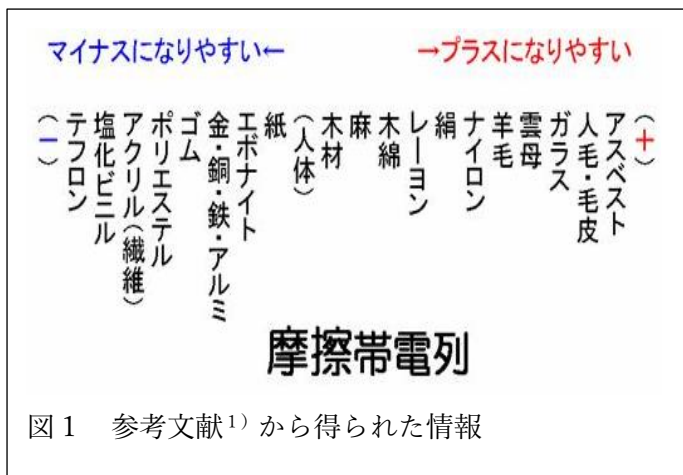 マイナスになりやすい←
→プラスになりやすい
（＋）
アスベスト
人毛・毛皮
ガラス
雲母
羊毛
ナイロン
絹
レーヨン
木綿
麻
木材
（人体）
紙
エボナイト
金・銅・鉄・アルミ
ゴム
ポリエステル
アクリル（繊維）
塩化ビニル
テフロン
（－）
摩擦帯電列
図1　参考文献1）から得られた情報